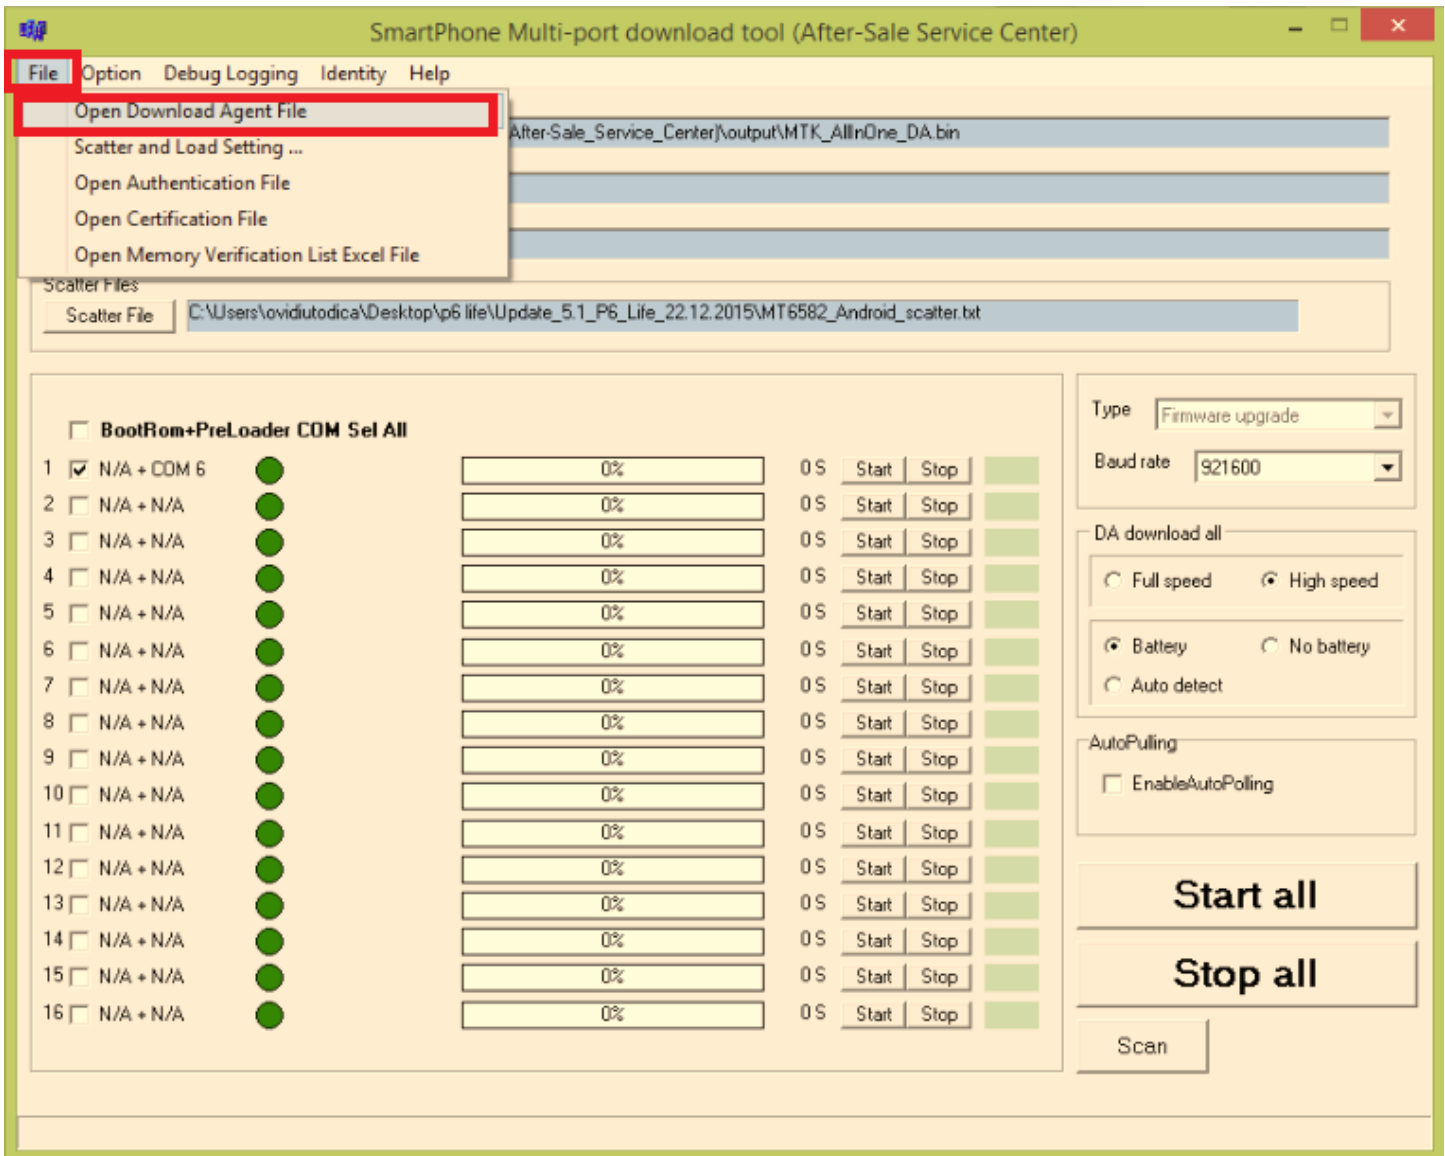 SmartPhone Multi-port download tool (After-Sale Service Center)
File Option Debug Logging Identity Help
Open Download Agent File
Scatter and Load Setting ...
Open Authentication File
Open Certification File
Open Memory Verification List Excel File
After-Sale_Service_Center)\output\MTK_AllInOne_DA.bin
Scatter Files
Scatter File C:\Users\ovidiutodica\Desktop\p6 life\Update_5.1_P6_Life_22.12.2015\MT6582_Android_scatter.txt
BootRom+PreLoader COM Sel All
1 N/A + COM 6 0% 0 S Start Stop
2 N/A + N/A 0% 0 S Start Stop
3 N/A + N/A 0% 0 S Start Stop
4 N/A + N/A 0% 0 S Start Stop
5 N/A + N/A 0% 0 S Start Stop
6 N/A + N/A 0% 0 S Start Stop
7 N/A + N/A 0% 0 S Start Stop
8 N/A + N/A 0% 0 S Start Stop
9 N/A + N/A 0% 0 S Start Stop
10 N/A + N/A 0% 0 S Start Stop
11 N/A + N/A 0% 0 S Start Stop
12 N/A + N/A 0% 0 S Start Stop
13 N/A + N/A 0% 0 S Start Stop
14 N/A + N/A 0% 0 S Start Stop
15 N/A + N/A 0% 0 S Start Stop
16 N/A + N/A 0% 0 S Start Stop
Type Firmware upgrade
Baud rate 921600
DA download all
Full speed High speed
Battery No battery
Auto detect
AutoPulling
EnableAutoPolling
Start all
Stop all
Scan